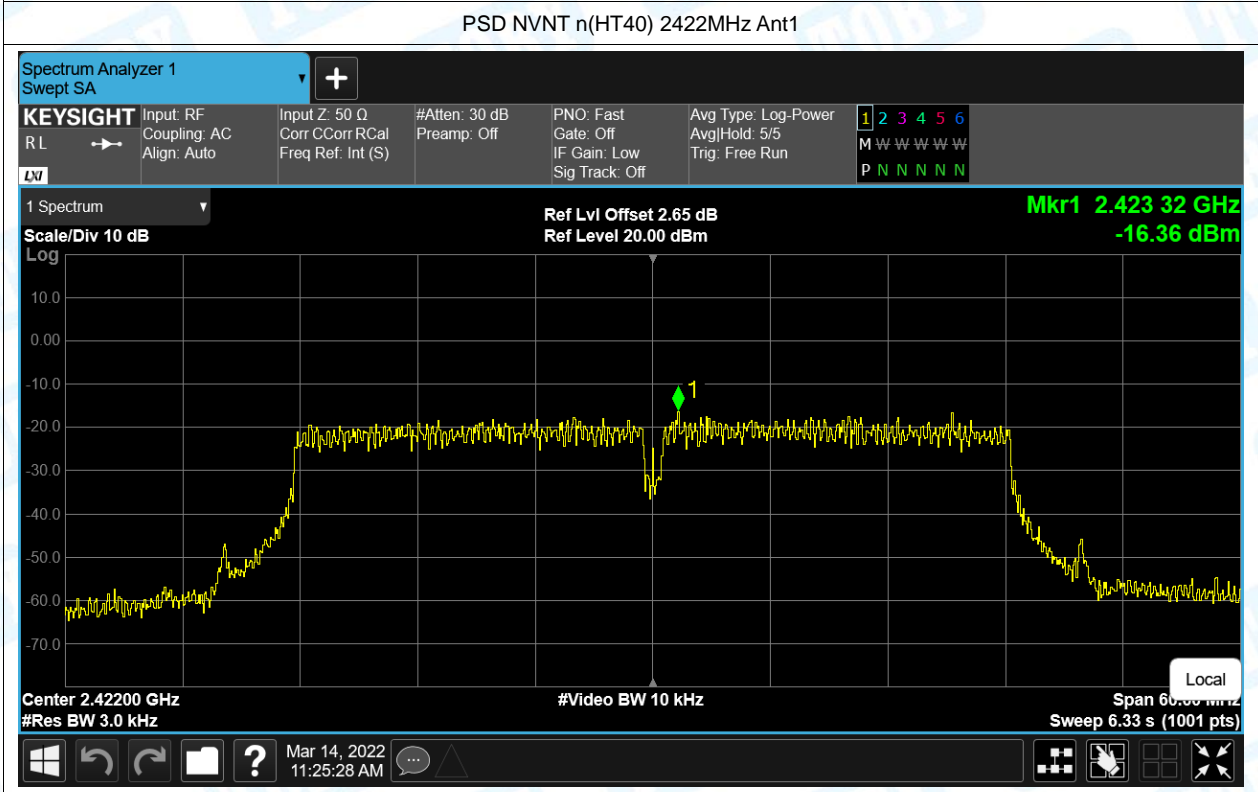 PSD NVNT n(HT40) 2422MHz Ant1
Spectrum Analyzer 1
Swept SA
KEYSIGHT
R L
LXI
Input: RF
Coupling: AC
Align: Auto
Input Z: 50 Ω
Corr CCorr RCal
Freq Ref: Int (S)
#Atten: 30 dB
Preamp: Off
PNO: Fast
Gate: Off
IF Gain: Low
Sig Track: Off
Avg Type: Log-Power
Avg|Hold: 5/5
Trig: Free Run
1 2 3 4 5 6
M W W W W W
P N N N N N
1 Spectrum
Scale/Div 10 dB
Log
Ref Lvl Offset 2.65 dB
Ref Level 20.00 dBm
Mkr1 2.423 32 GHz
-16.36 dBm
10.0
0.00
-10.0
-20.0
-30.0
-40.0
-50.0
-60.0
-70.0
1
Local
Center 2.42200 GHz
#Video BW 10 kHz
Span 60.00 MHz
#Res BW 3.0 kHz
Sweep 6.33 s (1001 pts)
?
Mar 14, 2022
11:25:28 AM